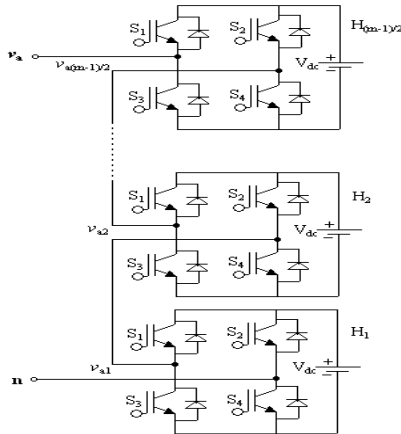 S1 S2 H(m-1)/2
va va(m-1)/2 Vdc +
−
S3 S4
S1 S2 H2
va2 Vdc +
−
S3 S4
S1 S2 H1
va1 Vdc +
−
n
S3 S4